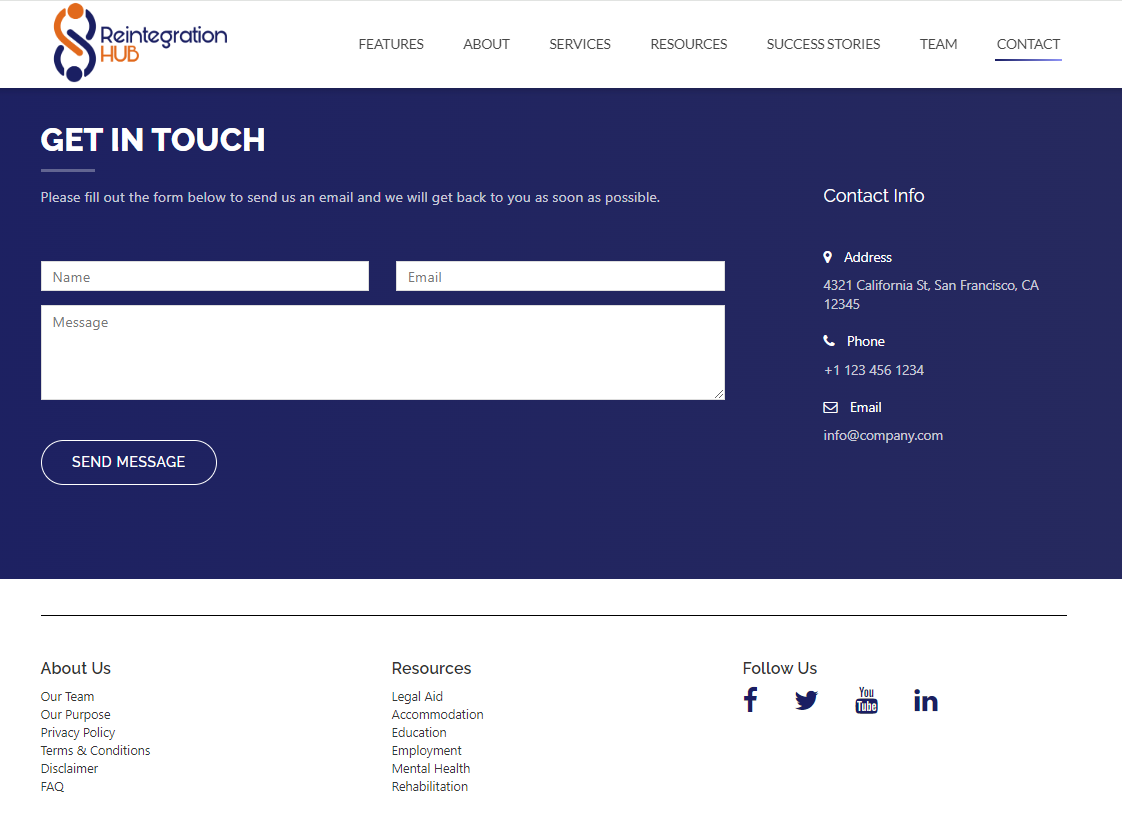 Reintegration
HUB
FEATURES ABOUT SERVICES RESOURCES SUCCESS STORIES TEAM CONTACT
GET IN TOUCH
Please fill out the form below to send us an email and we will get back to you as soon as possible.
Name Email
Message
SEND MESSAGE
Contact Info
Address
4321 California St, San Francisco, CA
12345
Phone
+1 123 456 1234
Email
info@company.com
About Us
Our Team
Our Purpose
Privacy Policy
Terms & Conditions
Disclaimer
FAQ
Resources
Legal Aid
Accommodation
Education
Employment
Mental Health
Rehabilitation
Follow Us
You
Tube
in